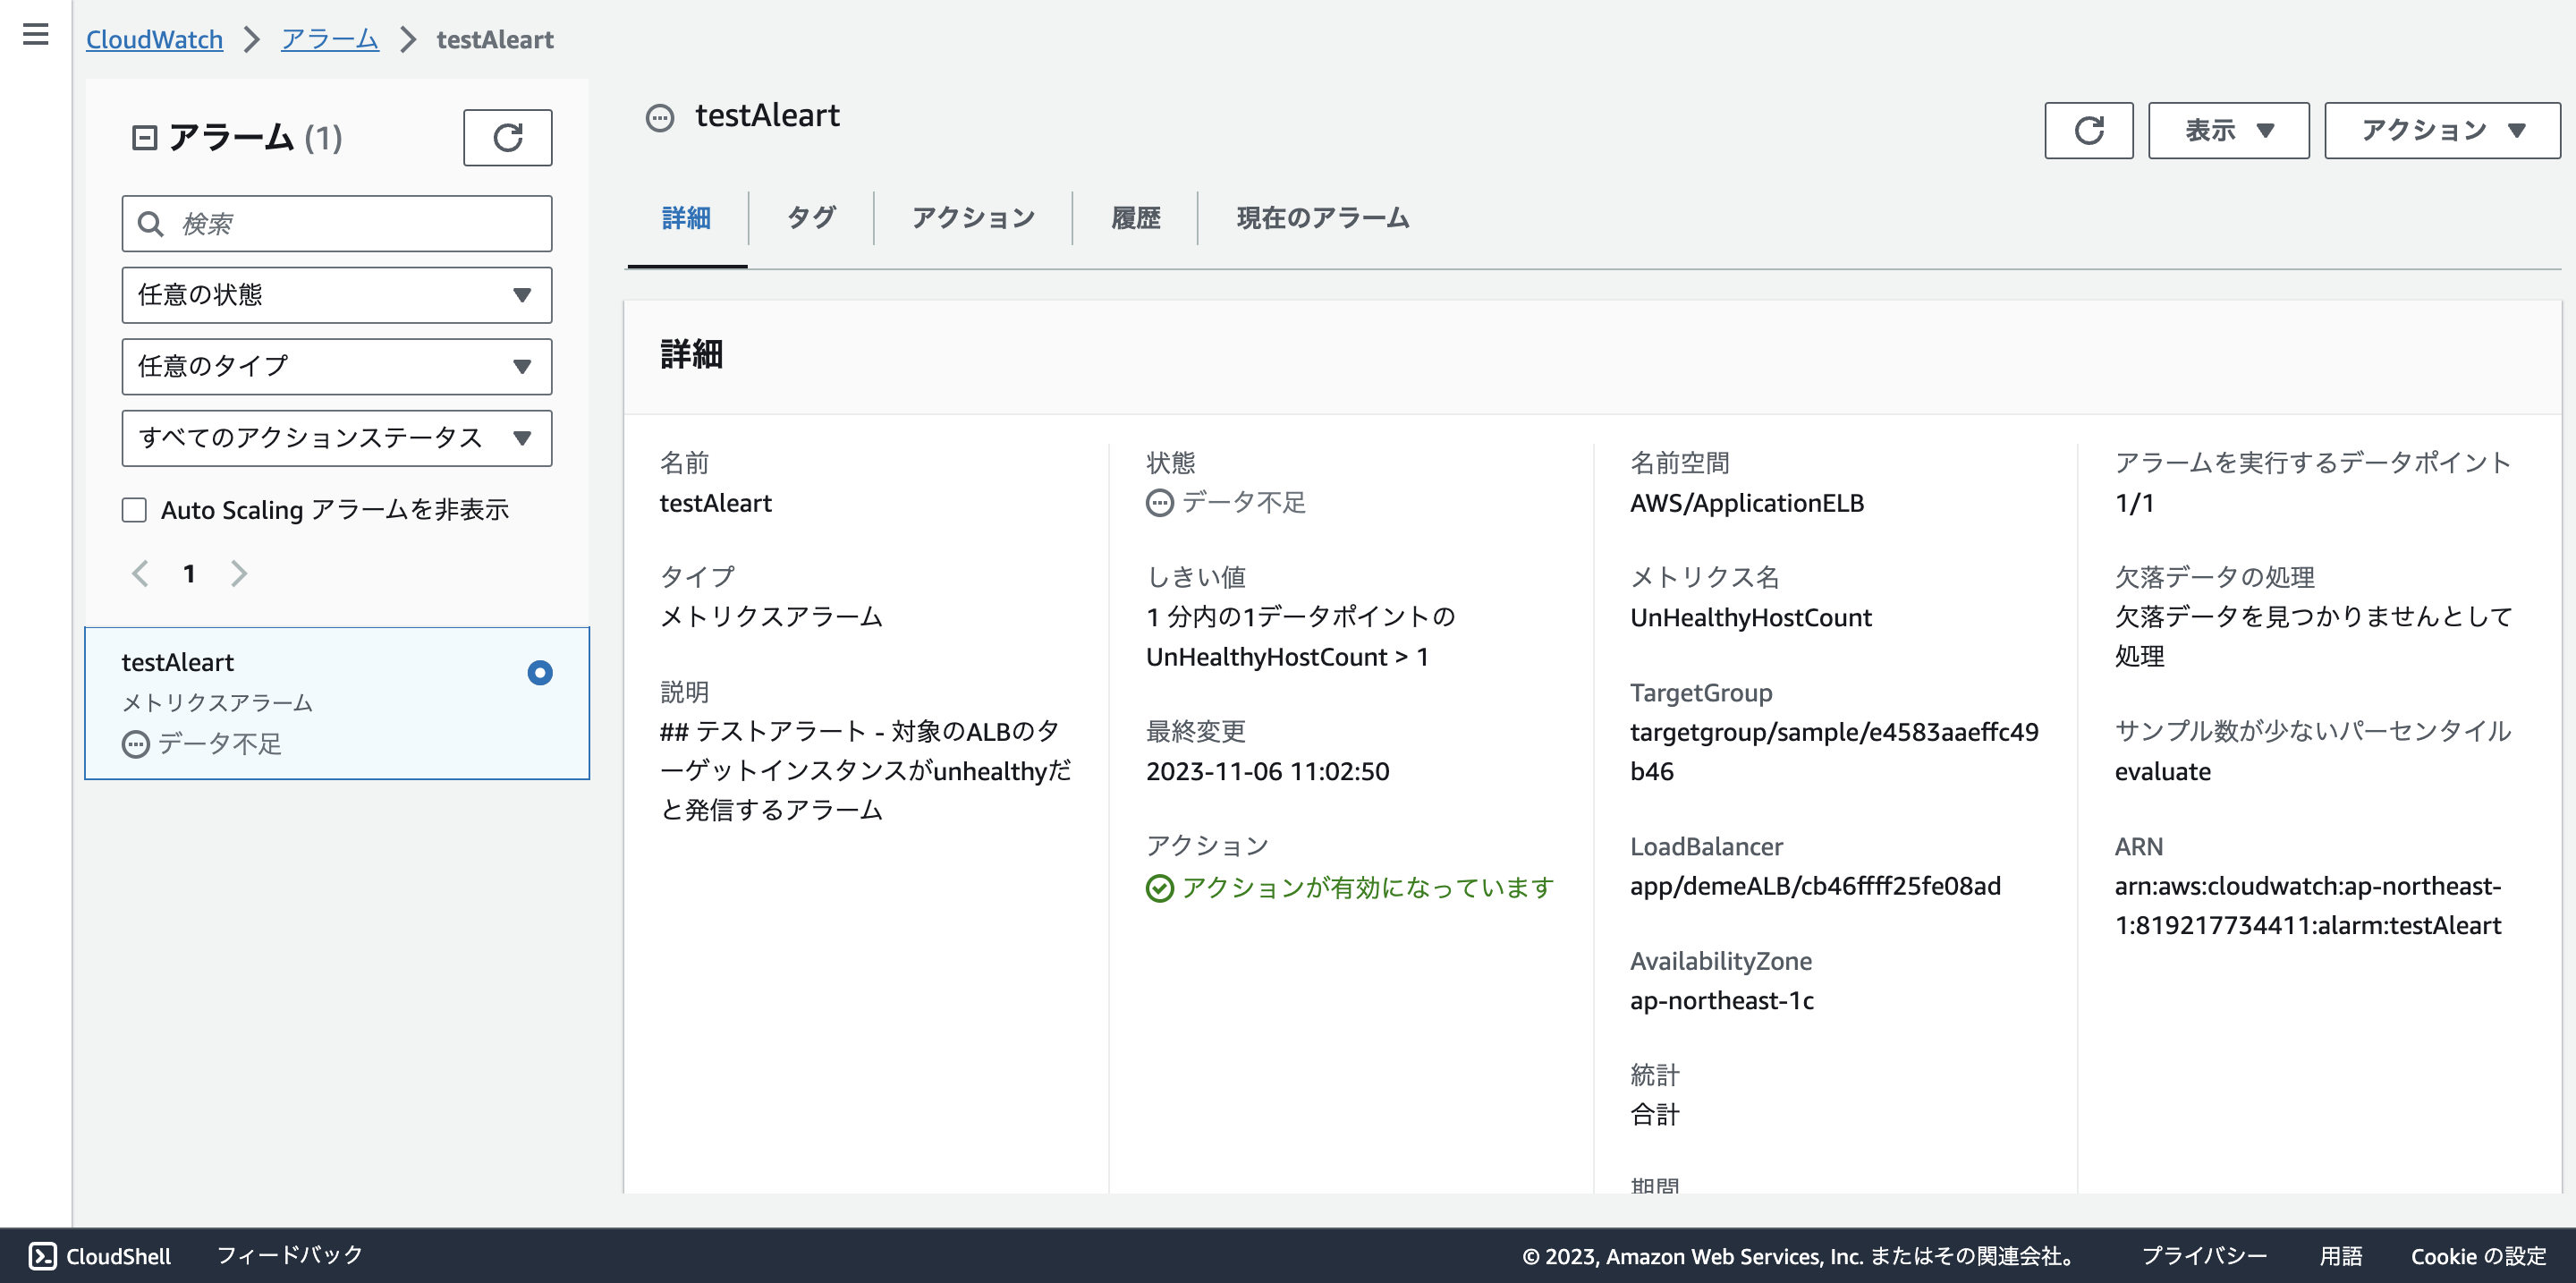 CloudWatch > アラーム > testAleart
アラーム (1)
検索
任意の状態
任意のタイプ
すべてのアクションステータス
Auto Scaling アラームを非表示
1
testAleart
メトリクスアラーム
データ不足
testAleart
表示
アクション
詳細
タグ
アクション
履歴
現在のアラーム
詳細
名前
testAleart
タイプ
メトリクスアラーム
説明
## テストアラート - 対象のALBのタ
ーゲットインスタンスがunhealthyだ
と発信するアラーム
状態
データ不足
しきい値
1 分内の1データポイントの
UnHealthyHostCount > 1
最終変更
2023-11-06 11:02:50
アクション
アクションが有効になっています
名前空間
AWS/ApplicationELB
メトリクス名
UnHealthyHostCount
TargetGroup
targetgroup/sample/e4583aaeffc49
b46
LoadBalancer
app/demeALB/cb46ffff25fe08ad
AvailabilityZone
ap-northeast-1c
統計
合計
期間
アラームを実行するデータポイント
1/1
欠落データの処理
欠落データを見つかりませんとして
処理
サンプル数が少ないパーセンタイル
evaluate
ARN
arn:aws:cloudwatch:ap-northeast-
1:819217734411:alarm:testAleart
CloudShell
フィードバック
© 2023, Amazon Web Services, Inc. またはその関連会社。
プライバシー
用語
Cookie の設定